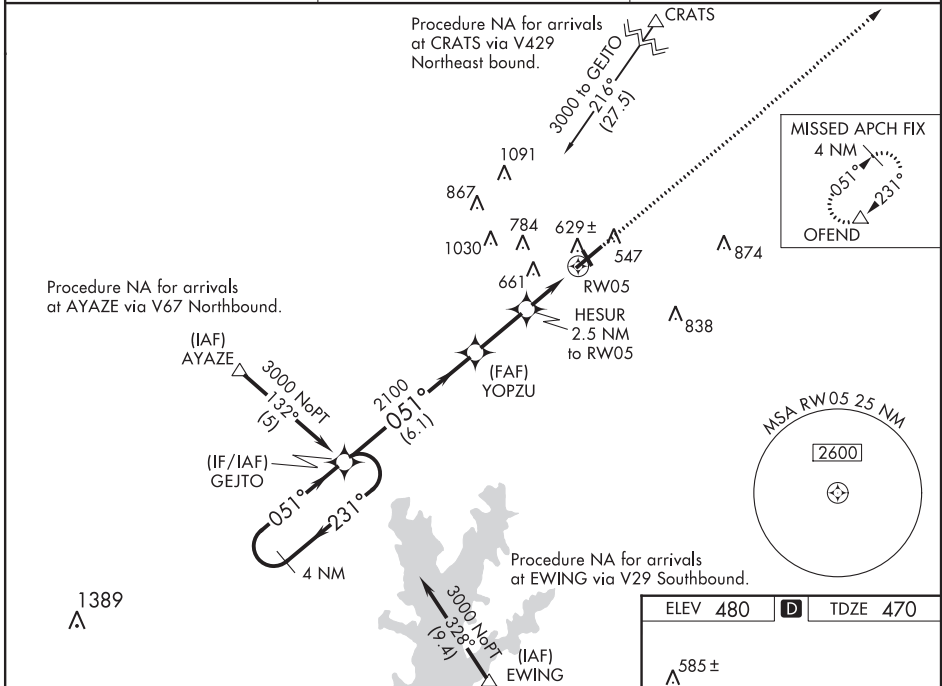 Procedure NA for arrivals
at CRATS via V429
Northeast bound.
CRATS
3000 to GEJTO
216°
(27.5)
MISSED APCH FIX
4 NM
051°
231°
OFEND
1091
867
1030
784
629±
547
661
874
RW05
838
HESUR
2.5 NM
to RW05
Procedure NA for arrivals
at AYAZE via V67 Northbound.
(IAF)
AYAZE
3000 NoPT
132°
(5)
(FAF)
YOPZU
2100
051°
(6.1)
(IF/IAF)
GEJTO
051°
231°
4 NM
MSA RW05 25 NM
2600
Procedure NA for arrivals
at EWING via V29 Southbound.
3000 NoPT
328°
(9.4)
(IAF)
EWING
1389
ELEV 480 D TDZE 470
585±